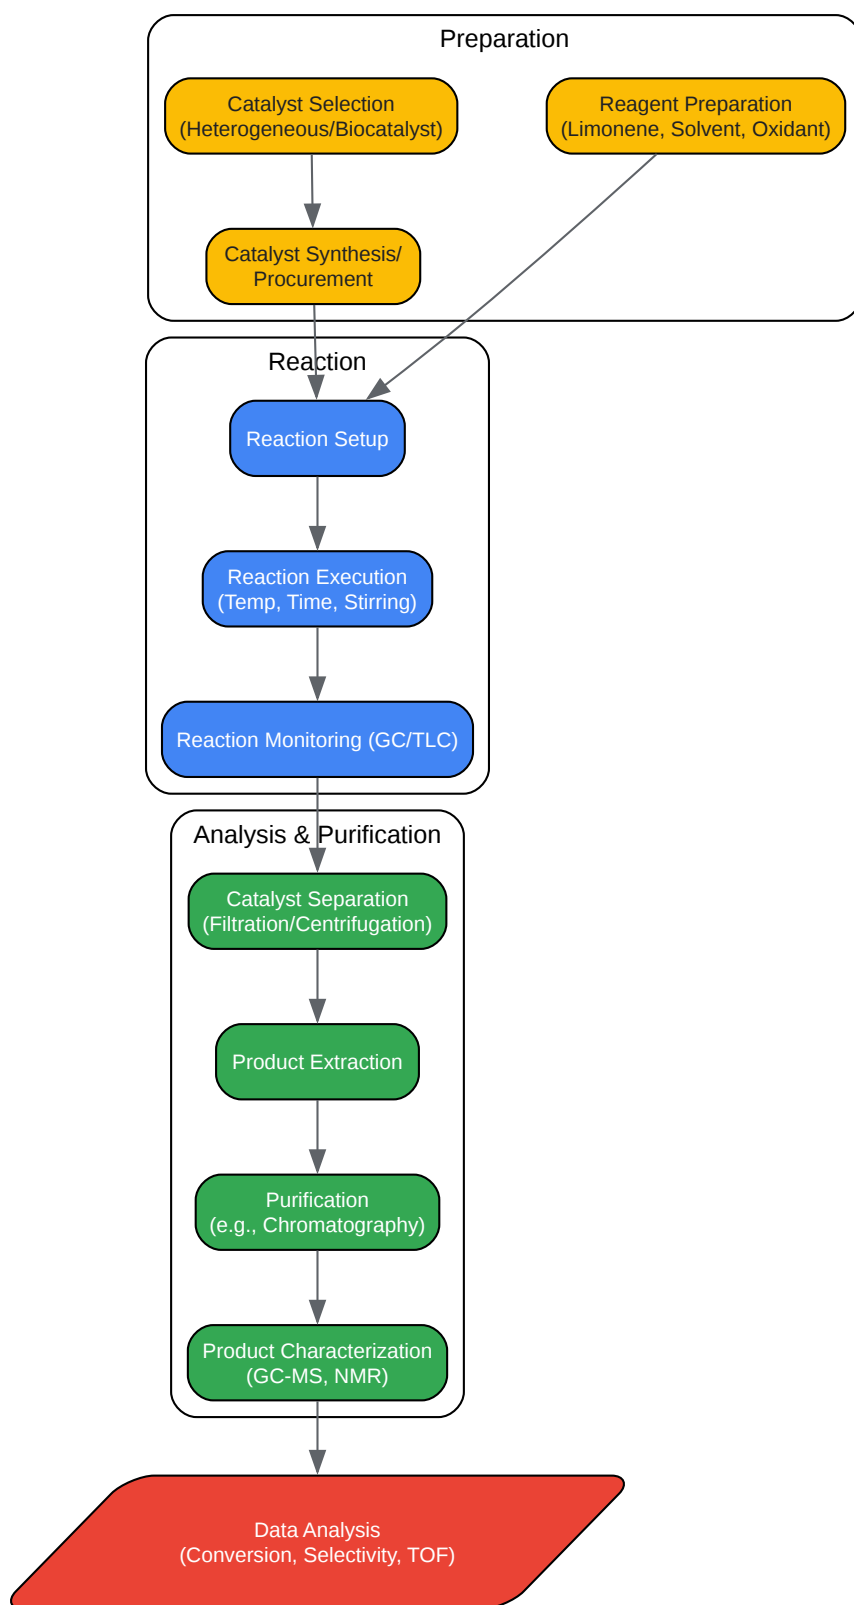 Preparation
Catalyst Selection
(Heterogeneous/Biocatalyst)
Reagent Preparation
(Limonene, Solvent, Oxidant)
Catalyst Synthesis/
Procurement
Reaction
Reaction Setup
Reaction Execution
(Temp, Time, Stirring)
Reaction Monitoring (GC/TLC)
Analysis & Purification
Catalyst Separation
(Filtration/Centrifugation)
Product Extraction
Purification
(e.g., Chromatography)
Product Characterization
(GC-MS, NMR)
Data Analysis
(Conversion, Selectivity, TOF)